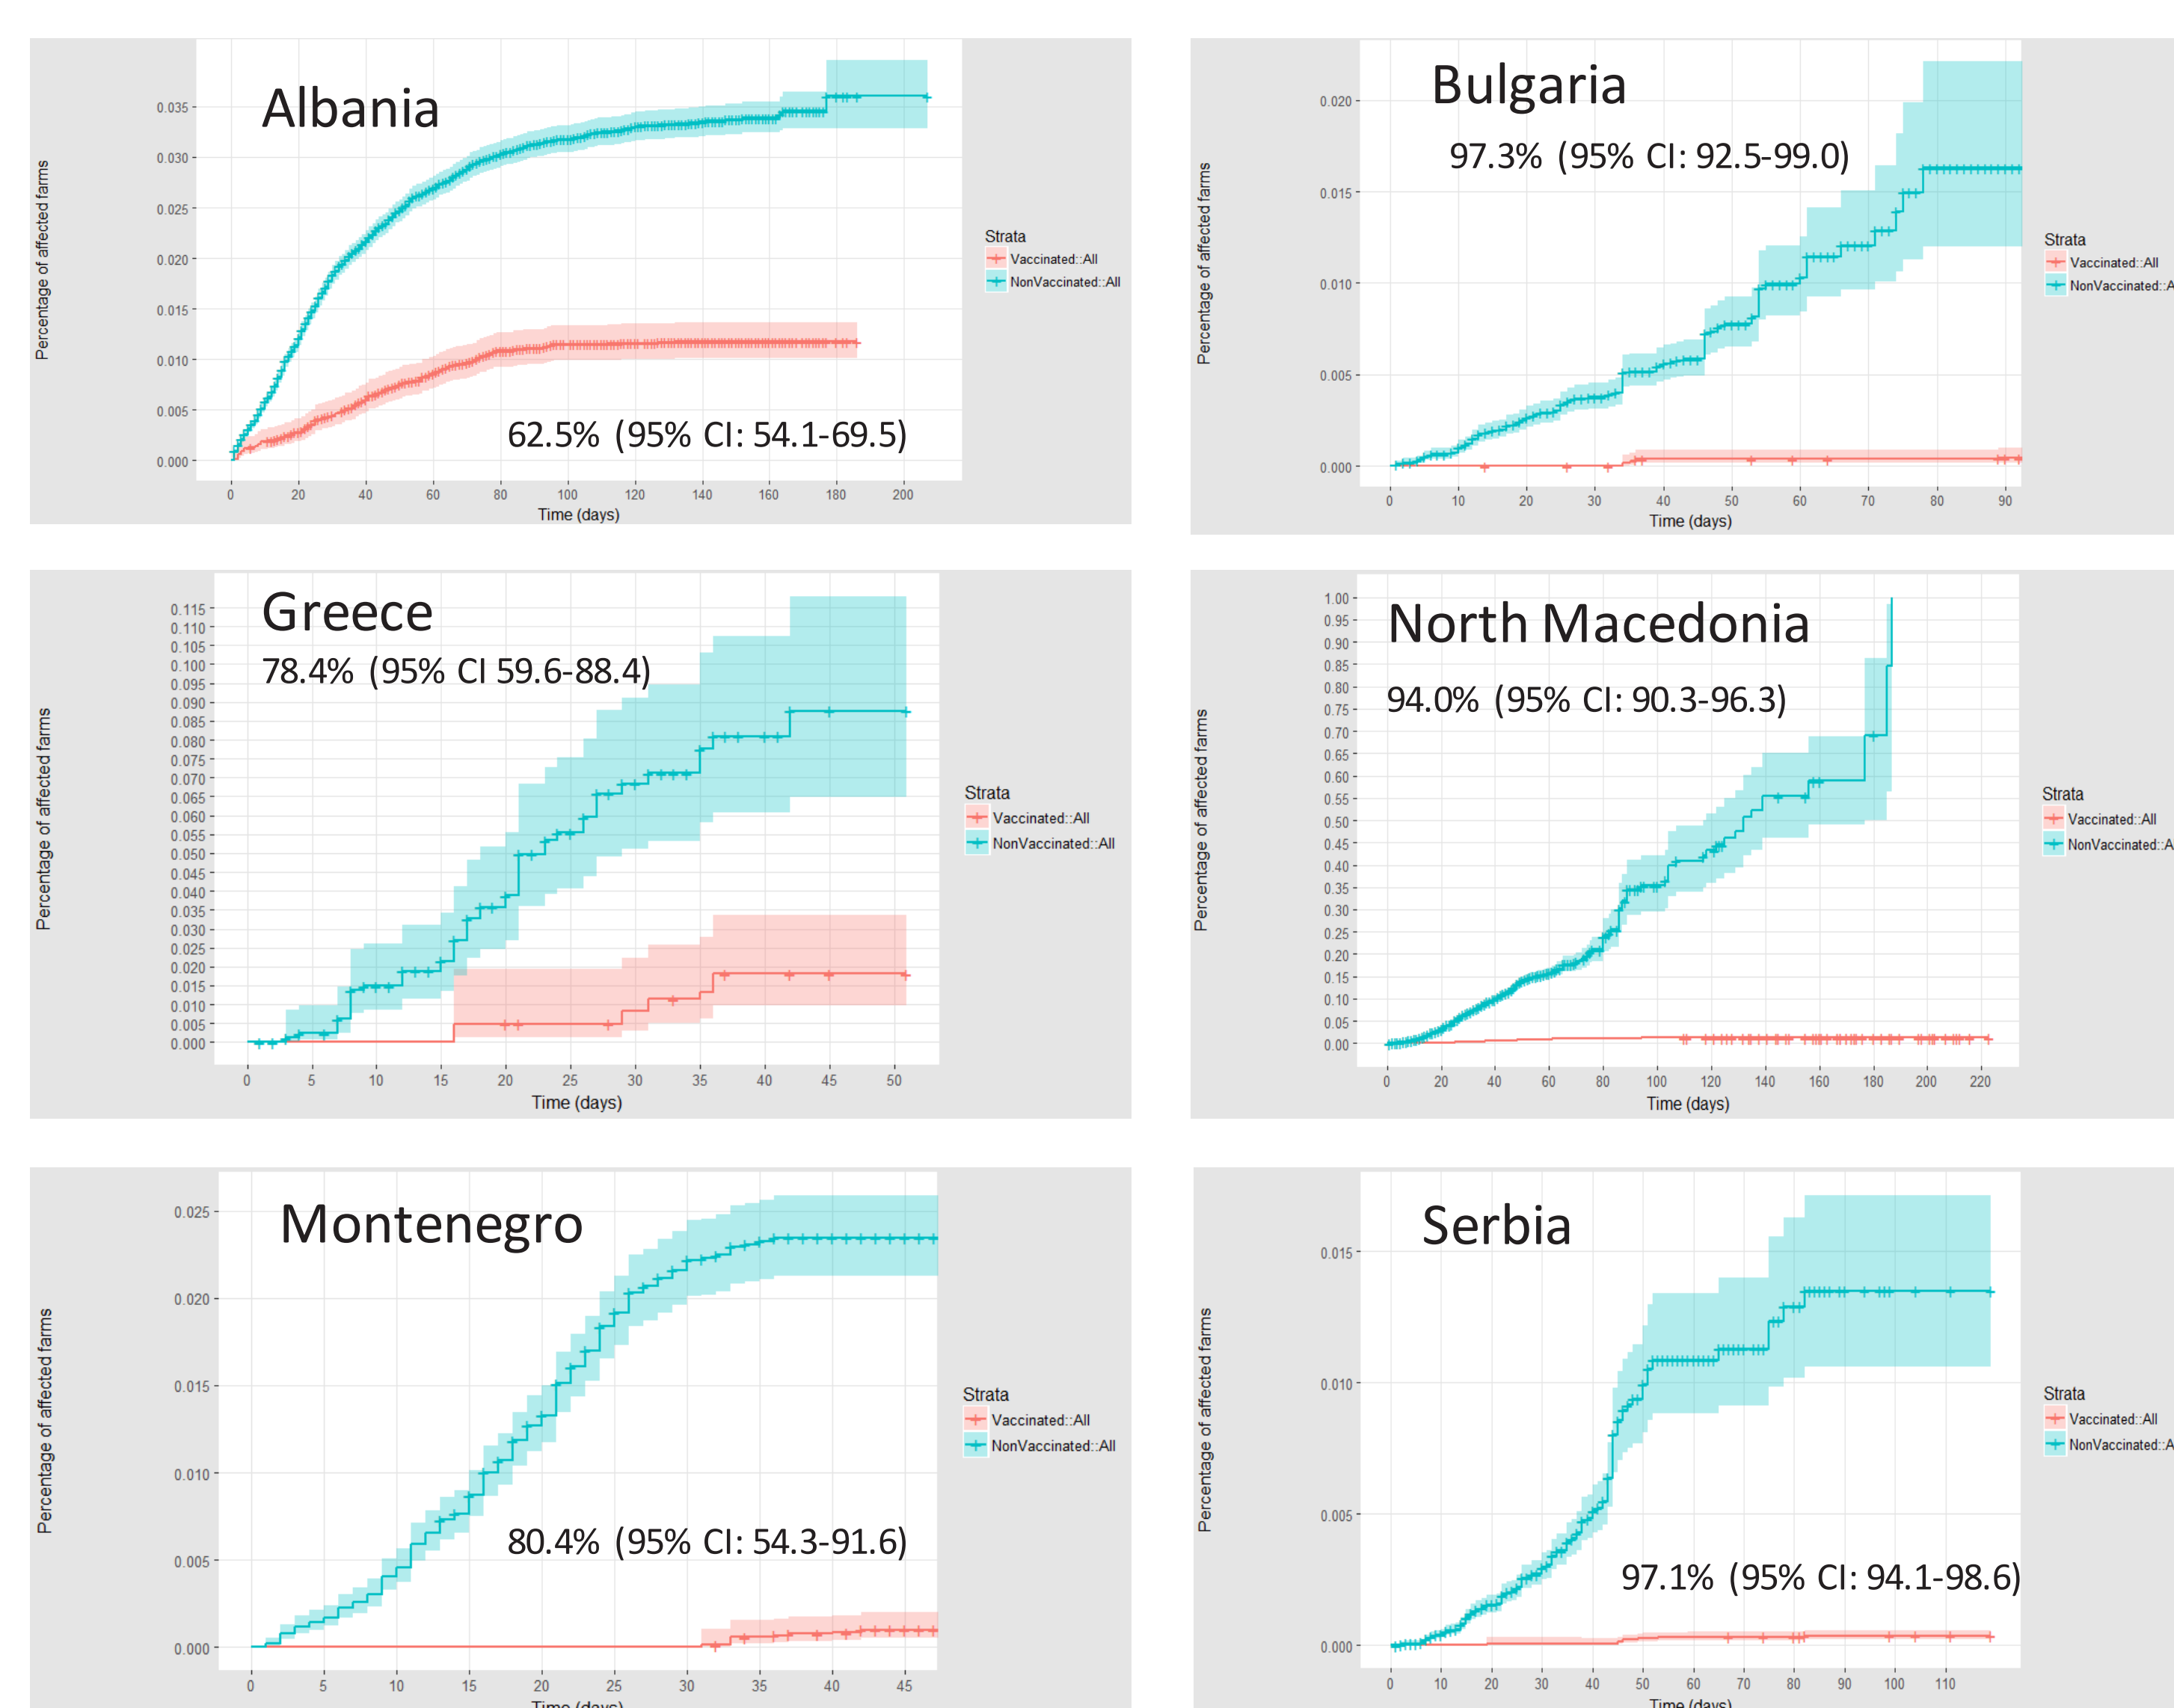 Albania
Percentage of affected farms
0.035
0.030
0.025
0.020
0.015
0.010
0.005
0.000
62.5% (95% CI: 54.1-69.5)
0 20 40 60 80 100 120 140 160 180 200
Time (days)
Strata
Vaccinated::All
NonVaccinated::All
Bulgaria
97.3% (95% CI: 92.5-99.0)
Percentage of affected farms
0.020
0.015
0.010
0.005
0.000
0 10 20 30 40 50 60 70 80 90
Time (days)
Strata
Vaccinated::All
NonVaccinated::A
Greece
78.4% (95% CI 59.6-88.4)
Percentage of affected farms
0.115
0.110
0.105
0.100
0.095
0.090
0.085
0.080
0.075
0.070
0.065
0.060
0.055
0.050
0.045
0.040
0.035
0.030
0.025
0.020
0.015
0.010
0.005
0.000
0 5 10 15 20 25 30 35 40 45 50
Time (days)
Strata
Vaccinated::All
NonVaccinated::All
North Macedonia
94.0% (95% CI: 90.3-96.3)
Percentage of affected farms
1.00
0.95
0.90
0.85
0.80
0.75
0.70
0.65
0.60
0.55
0.50
0.45
0.40
0.35
0.30
0.25
0.20
0.15
0.10
0.05
0.00
0 20 40 60 80 100 120 140 160 180 200 220
Time (days)
Strata
Vaccinated::All
NonVaccinated::A
Montenegro
Percentage of affected farms
0.025
0.020
0.015
0.010
0.005
0.000
80.4% (95% CI: 54.3-91.6)
0 5 10 15 20 25 30 35 40 45
Time (days)
Strata
Vaccinated::All
NonVaccinated::All
Serbia
Percentage of affected farms
0.015
0.010
0.005
0.000
97.1% (95% CI: 94.1-98.6)
0 10 20 30 40 50 60 70 80 90 100 110
Time (days)
Strata
Vaccinated::All
NonVaccinated::A